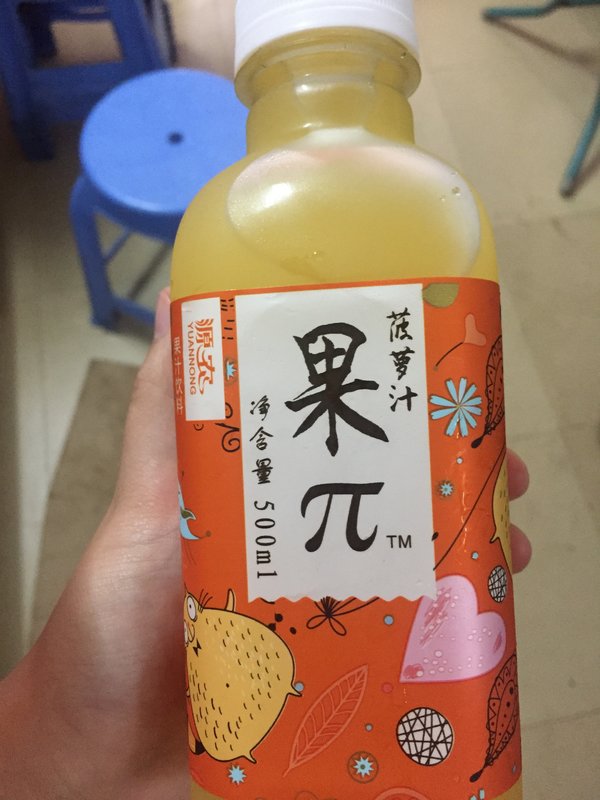 源农
YUANNONG
果汁饮料
果π™
菠萝汁
净含量 500ml